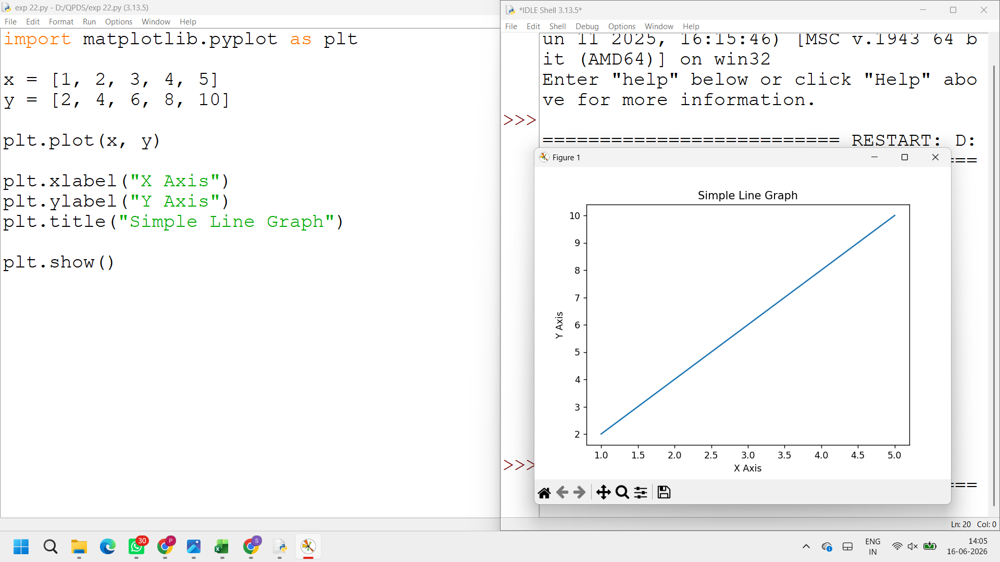 exp 22.py - D:/QPDS/exp 22.py (3.13.5)
File Edit Format Run Options Window Help
import matplotlib.pyplot as plt
x = [1, 2, 3, 4, 5]
y = [2, 4, 6, 8, 10]
plt.plot(x, y)
plt.xlabel("X Axis")
plt.ylabel("Y Axis")
plt.title("Simple Line Graph")
plt.show()
*IDLE Shell 3.13.5*
File Edit Shell Debug Options Window Help
un 11 2025, 16:15:46) [MSC v.1943 64 b
it (AMD64)] on win32
Enter "help" below or click "Help" abo
ve for more information.
>>>
========================== RESTART: D:
===
Figure 1
Simple Line Graph
10
9
8
7
6
5
4
3
2
Y Axis
1.0 1.5 2.0 2.5 3.0 3.5 4.0 4.5 5.0
X Axis
>>>
===
Ln: 20 Col: 0
30
P
S
ENG
IN
14:05
16-06-2026